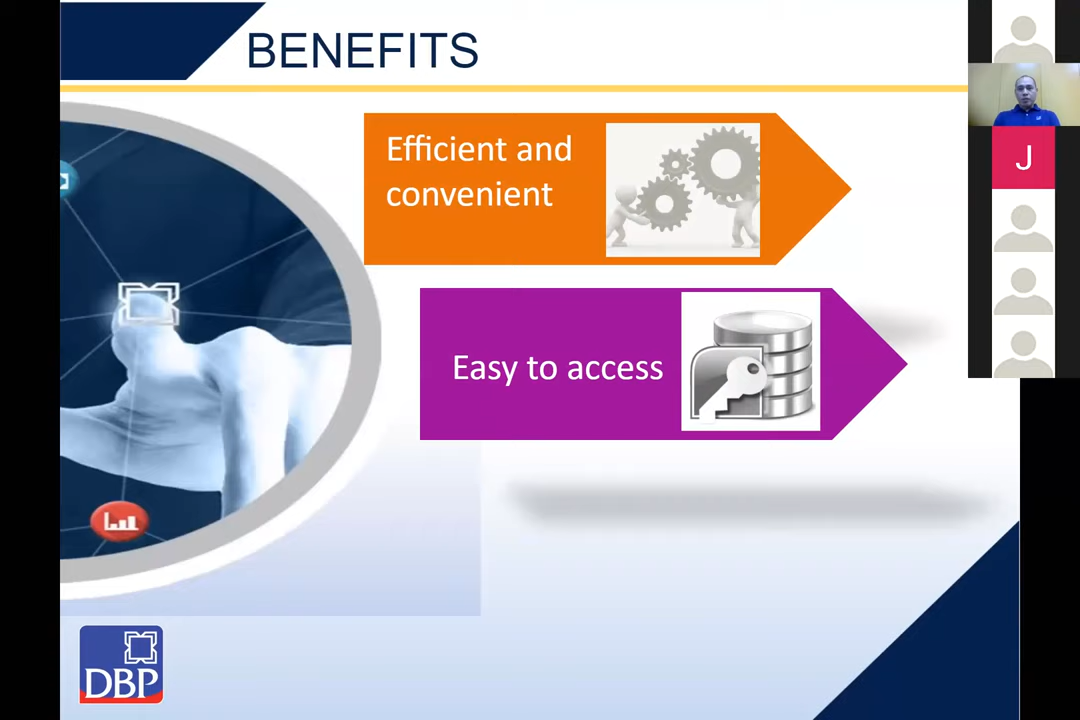 BENEFITS
Efficient and
convenient
Easy to access
J
DBP